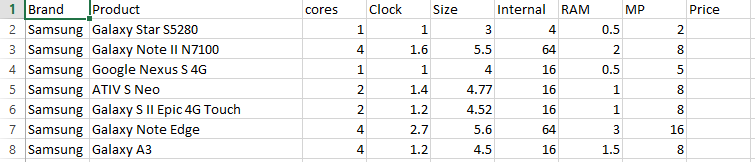 1 Brand Product cores Clock Size Internal RAM MP Price
2 Samsung Galaxy Star S5280 1 1 3 4 0.5 2
3 Samsung Galaxy Note II N7100 4 1.6 5.5 64 2 8
4 Samsung Google Nexus S 4G 1 1 4 16 0.5 5
5 Samsung ATIV S Neo 2 1.4 4.77 16 1 8
6 Samsung Galaxy S II Epic 4G Touch 2 1.2 4.52 16 1 8
7 Samsung Galaxy Note Edge 4 2.7 5.6 64 3 16
8 Samsung Galaxy A3 4 1.2 4.5 16 1.5 8